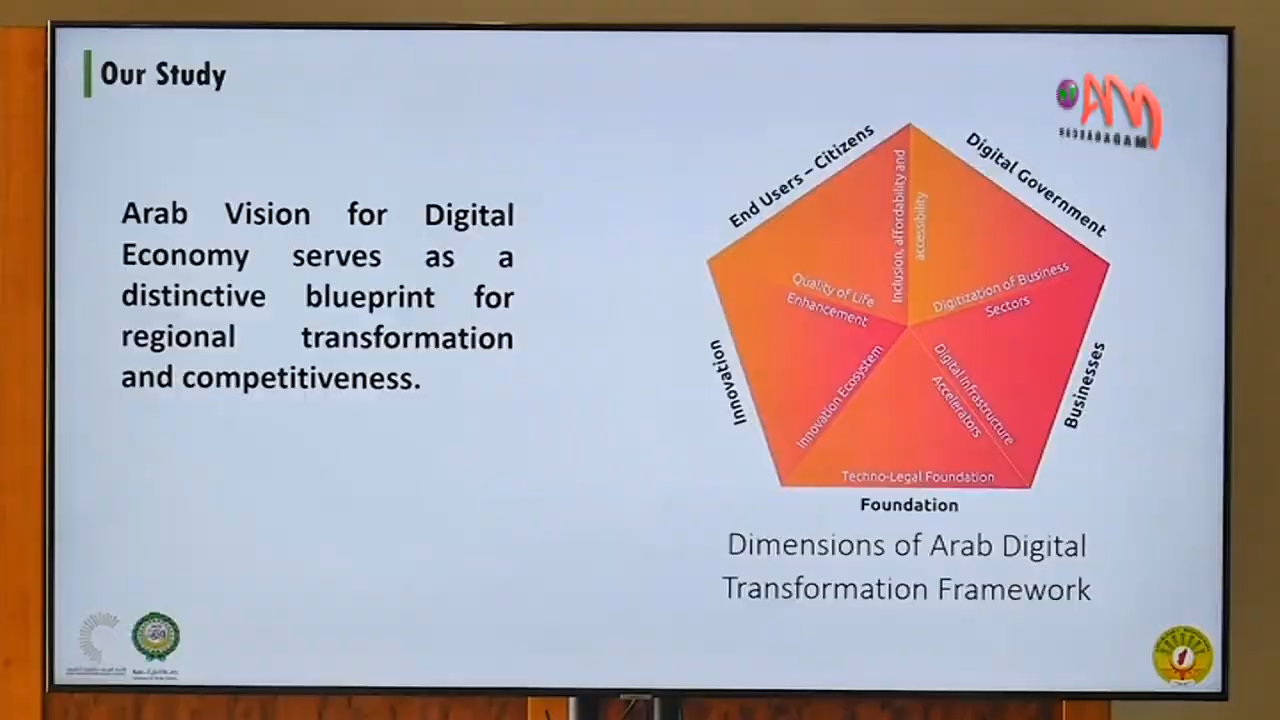 Our Study
Arab Vision for Digital
Economy serves as a
distinctive blueprint for
regional transformation
and competitiveness.
End Users – Citizens
Digital Government
Inclusion, affordability and
accessibility
Quality of Life
Enhancement
Digitization of Business
Sectors
Innovation
Innovation Ecosystem
Digital Infrastructure
Accelerators
Businesses
Techno-Legal Foundation
Foundation
Dimensions of Arab Digital
Transformation Framework